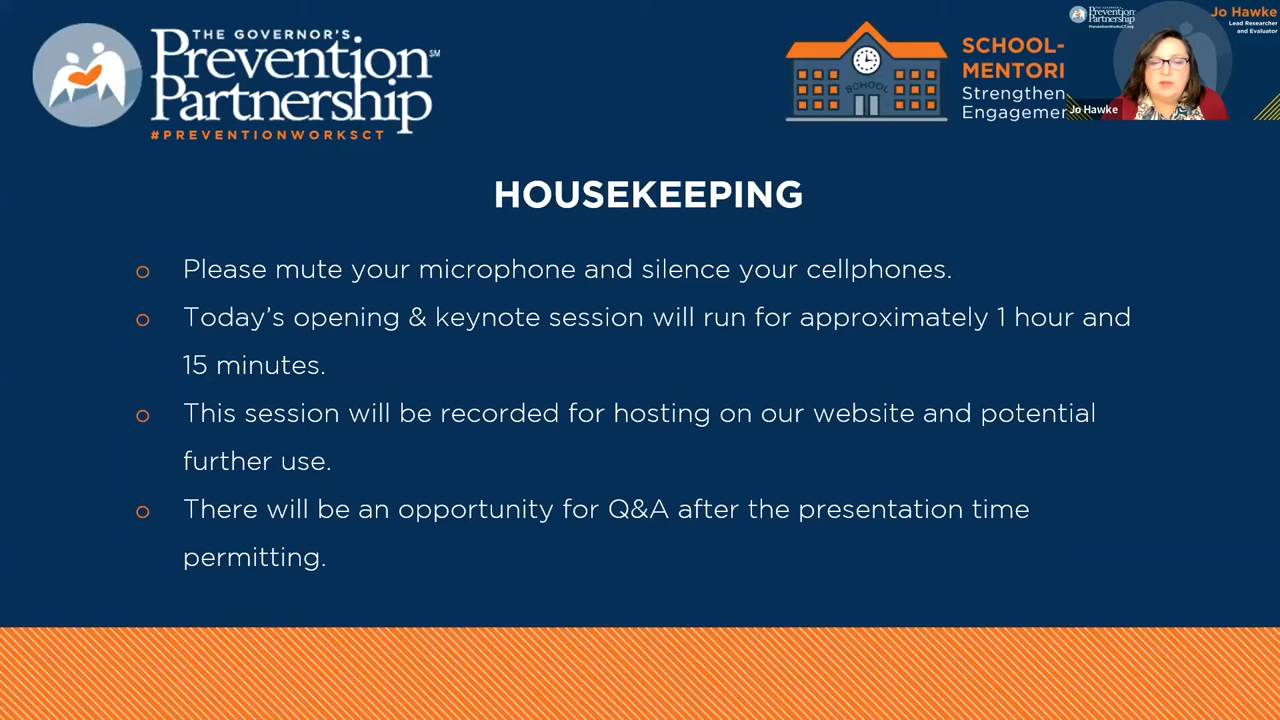 THE GOVERNOR'S
Prevention
Partnership℠
#PREVENTIONWORKSCT
SCHOOL
SCHOOL-
MENTORI
Strengthen
Engagemen
Prevention
Partnership
Jo Hawke
Lead Researcher
and Evaluator
Jo Hawke
HOUSEKEEPING
o Please mute your microphone and silence your cellphones.
o Today's opening & keynote session will run for approximately 1 hour and
15 minutes.
o This session will be recorded for hosting on our website and potential
further use.
o There will be an opportunity for Q&A after the presentation time
permitting.